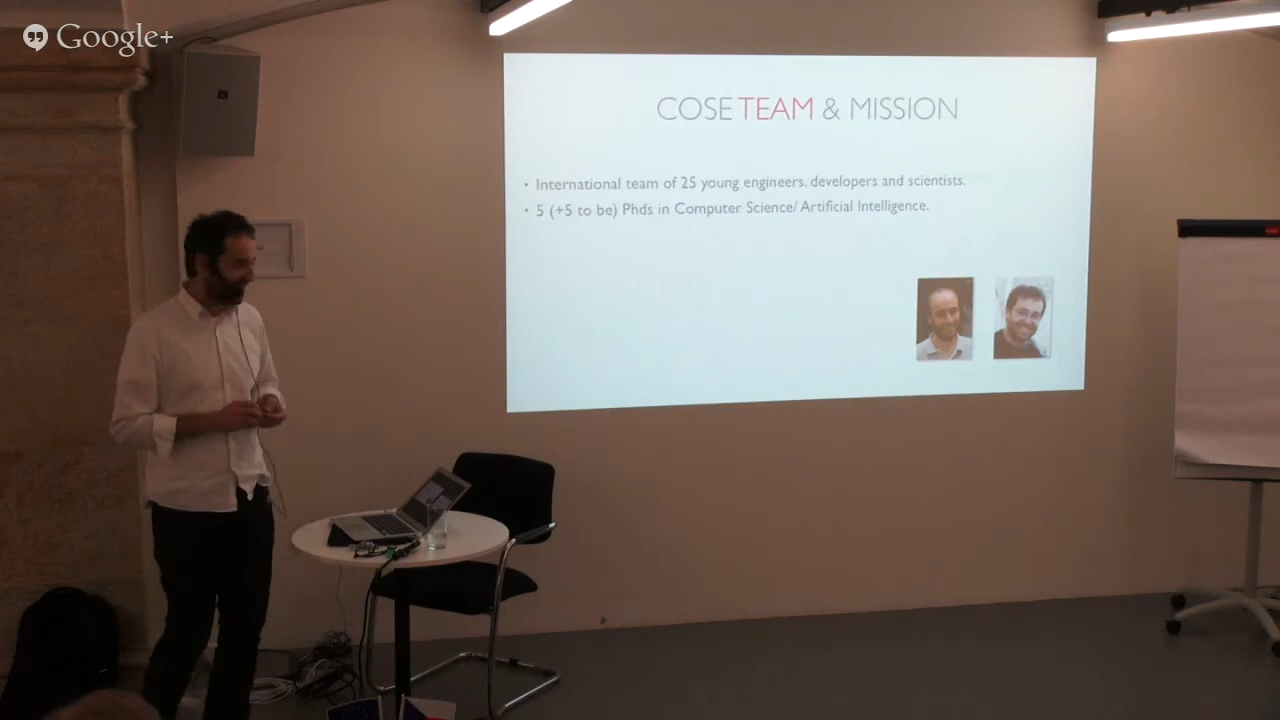 Google+
COSE TEAM & MISSION
• International team of 25 young engineers, developers and scientists.
• 5 (+5 to be) Phds in Computer Science/ Artificial Intelligence.